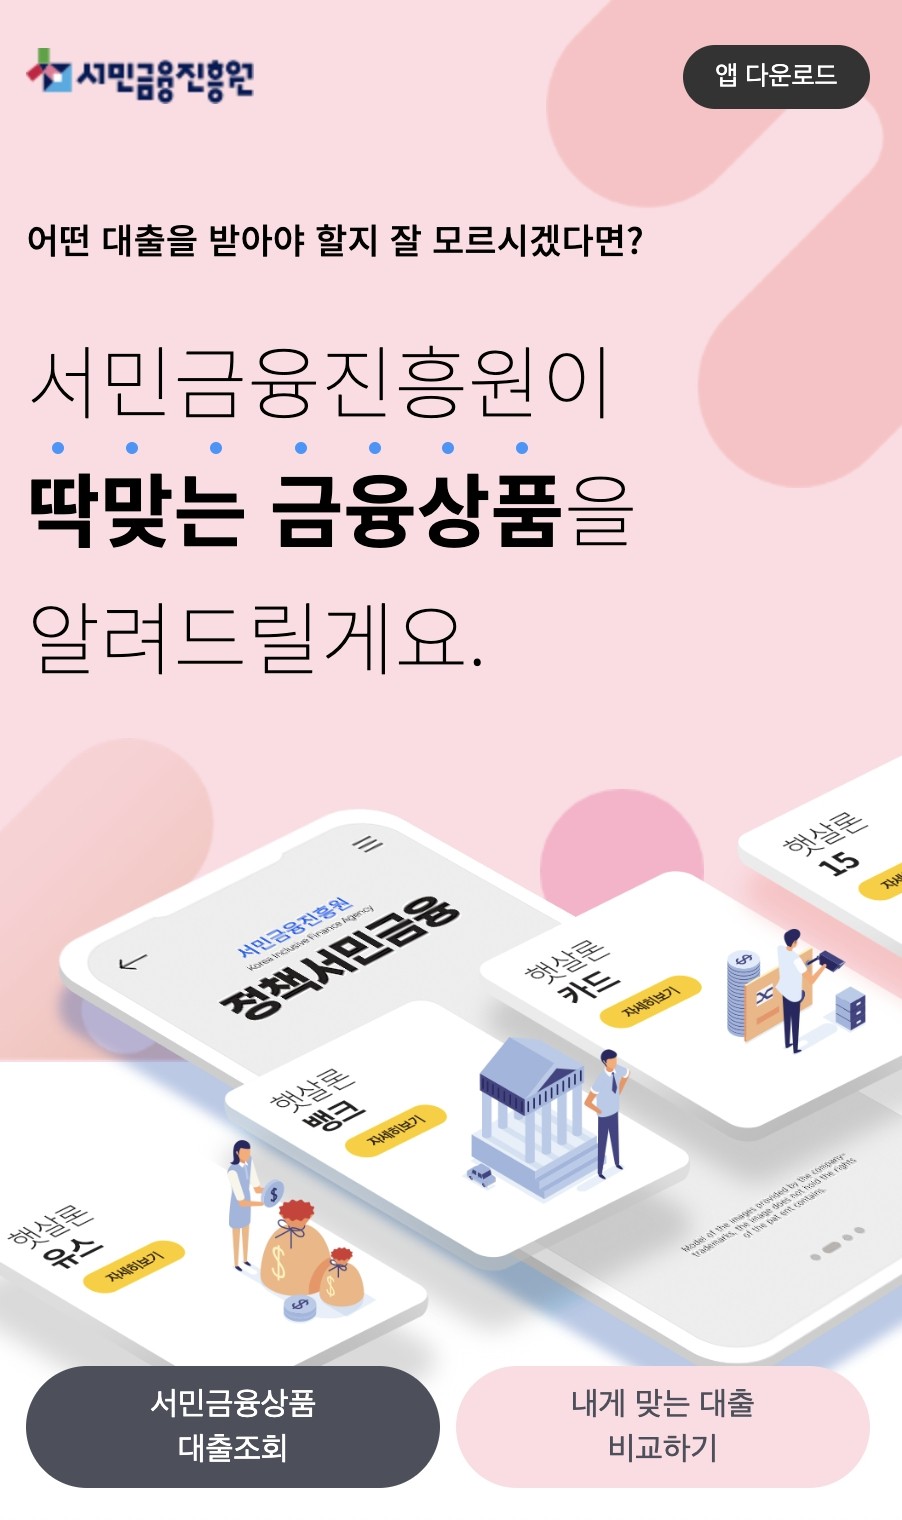 서민금융진흥원
앱 다운로드
어떤 대출을 받아야 할지 잘 모르시겠다면?
서민금융진흥원이
딱맞는 금융상품을
알려드릴게요.
햇살론
15
자세히
서민금융진흥원
Korea Inclusive Finance Agency
정책서민금융
햇살론
카드
자세히보기
햇살론
뱅크
자세히보기
햇살론
유스
자세히보기
Model of the images provided by the company-
trademarks, the image does not hold the rights
of the pat ent contains.
서민금융상품
대출조회
내게 맞는 대출
비교하기